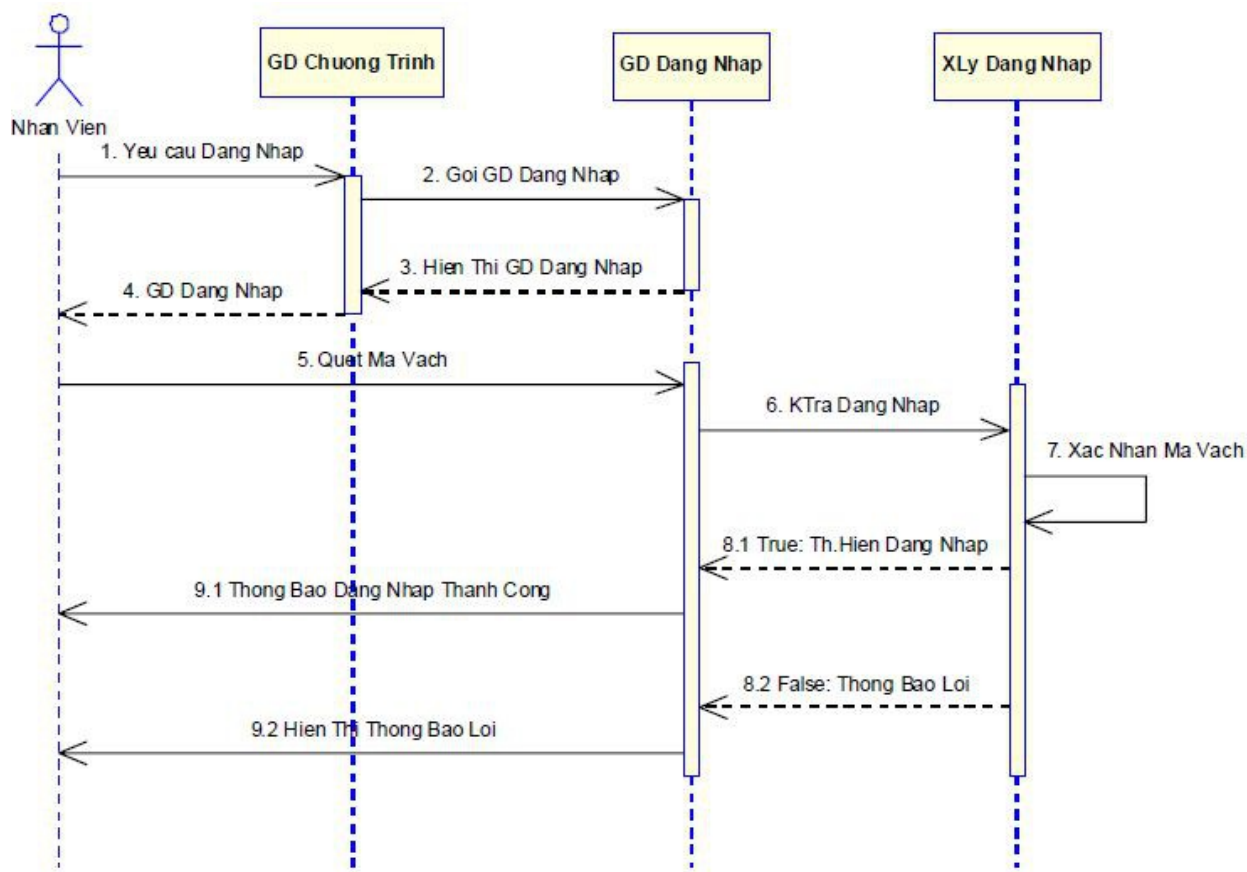 GD Chuong Trinh
GD Dang Nhap
XLy Dang Nhap
Nhan Vien
1. Yeu cau Dang Nhap
2. Goi GD Dang Nhap
3. Hien Thi GD Dang Nhap
4. GD Dang Nhap
5. Quet Ma Vach
6. KTra Dang Nhap
7. Xac Nhan Ma Vach
8.1 True: Th.Hien Dang Nhap
9.1 Thong Bao Dang Nhap Thanh Cong
8.2 False: Thong Bao Loi
9.2 Hien Thi Thong Bao Loi